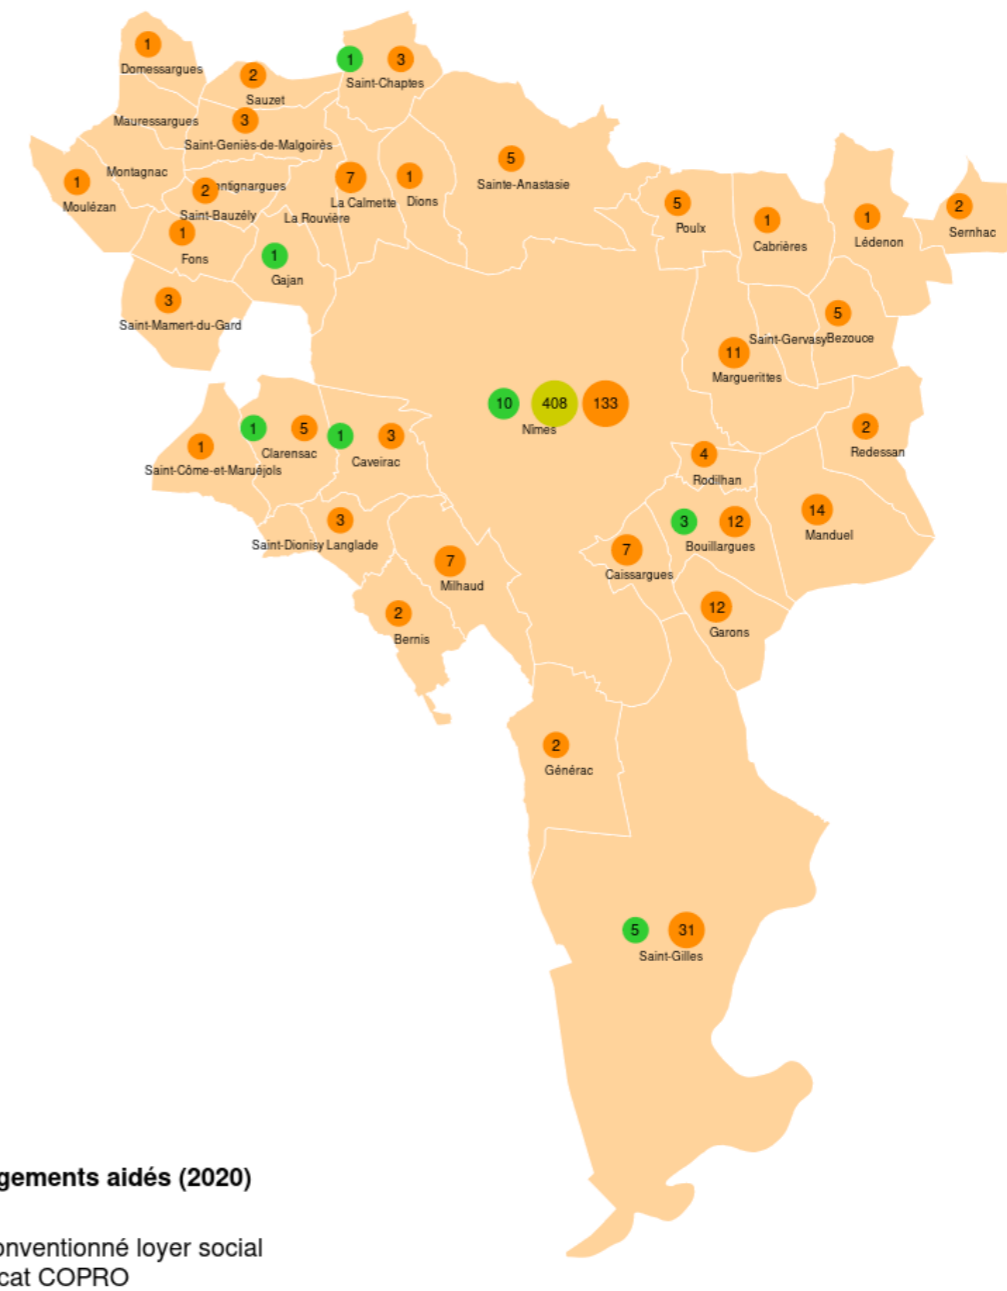 1
Domessargues
2
Sauzet
1 3
Saint-Chaptes
Mauressargues
3
Saint-Geniès-de-Malgoirès
Montagnac
1
Moulézan
2 ontignargues
Saint-Bauzély
La Rouvière
7
La Calmette
1
Dions
5
Sainte-Anastasie
5
Poulx
1
Cabrières
1
Lédenon
2
Sernhac
1
Fons
1
Gajan
3
Saint-Mamert-du-Gard
11
Marguerittes
Saint-Gervasy
5
Bezouce
10 408 133
Nîmes
1
Saint-Côme-et-Maruéjols
1 5
Clarensac
1 3
Caveirac
2
Redessan
4
Rodilhan
14
Manduel
3 12
Bouillargues
7
Caissargues
3
Saint-Dionisy Langlade
7
Milhaud
2
Bernis
12
Garons
2
Générac
5 31
Saint-Gilles
gements aidés (2020)
onventionné loyer social
cat COPRO